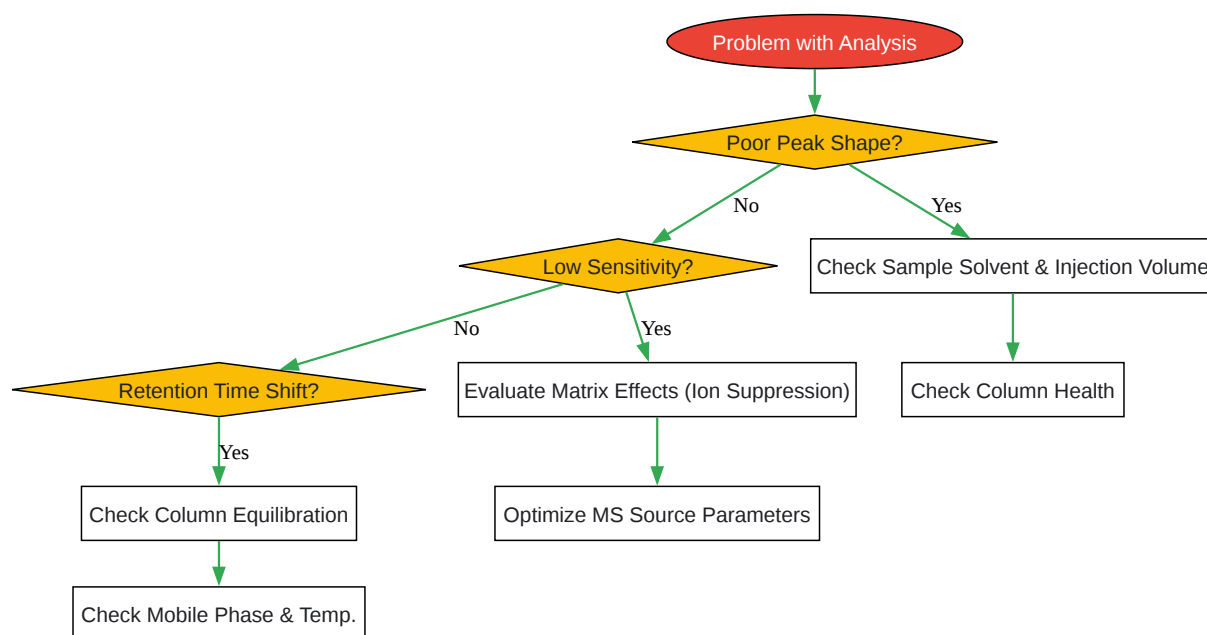 Problem with Analysis
Poor Peak Shape?
No
Yes
Low Sensitivity?
Check Sample Solvent & Injection Volume
No
Yes
Retention Time Shift?
Evaluate Matrix Effects (Ion Suppression)
Check Column Health
Yes
Check Column Equilibration
Optimize MS Source Parameters
Check Mobile Phase & Temp.